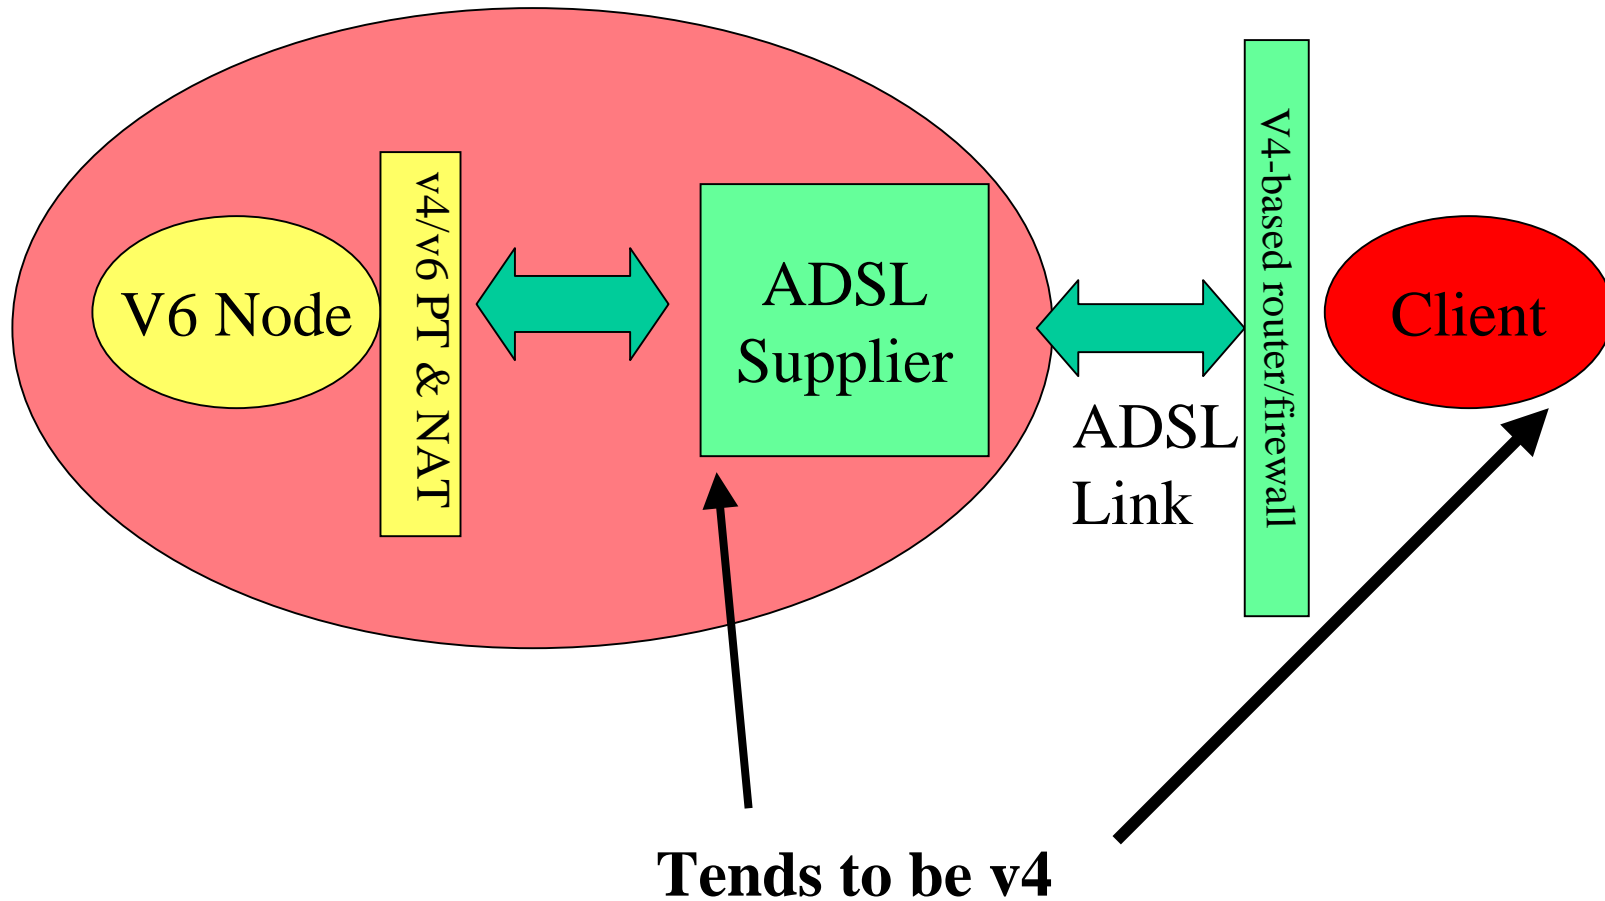 V6 Node
v4/v6 PT & NAT
ADSL
Supplier
ADSL
Link
V4-based router/firewall
Client
Tends to be v4